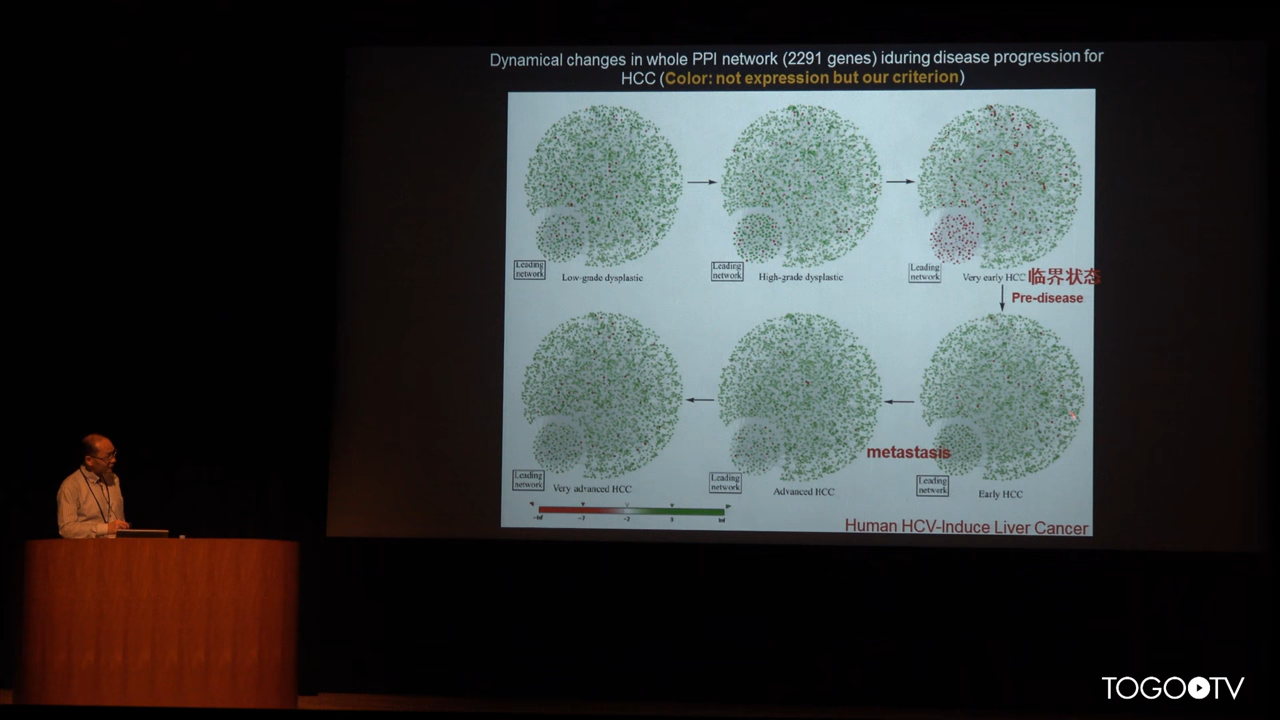 Dynamical changes in whole PPI network (2291 genes) iduring disease progression for
HCC (Color: not expression but our criterion)
Leading
network
Low-grade dysplastic
Leading
network
High-grade dysplastic
Leading
network
Very early HCC
临界状态
Pre-disease
Leading
network
Very advanced HCC
Leading
network
Advanced HCC
metastasis
Leading
network
Early HCC
-2
Human HCV-Induce Liver Cancer
TOGO TV